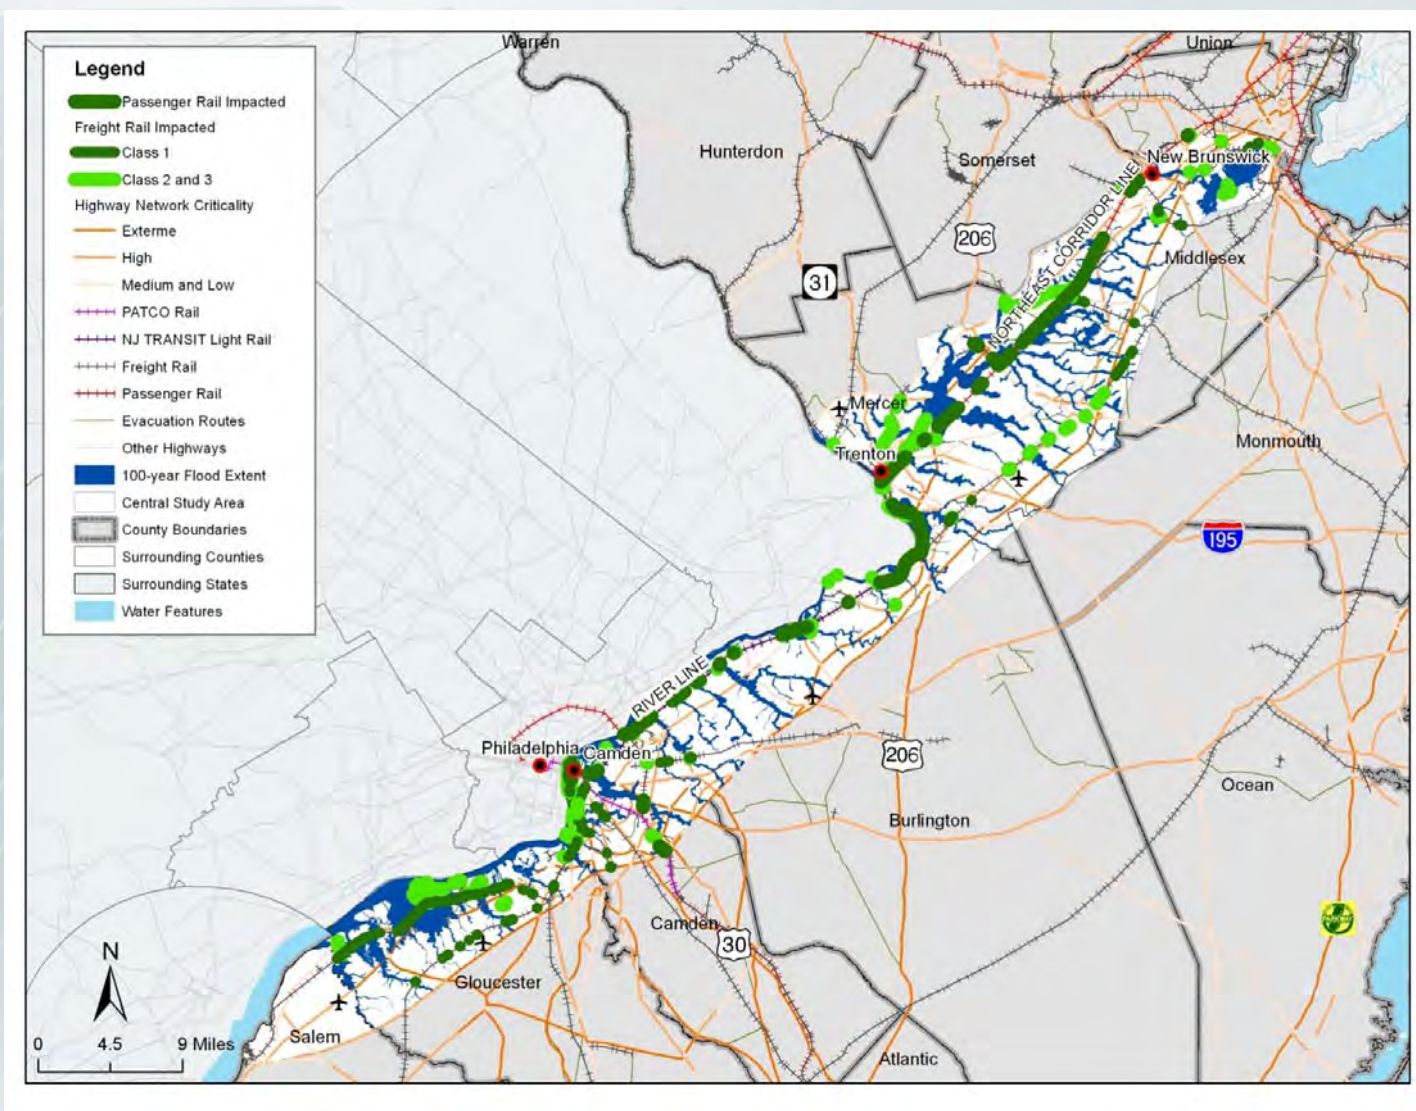 Legend
Passenger Rail Impacted
Freight Rail Impacted
Class 1
Class 2 and 3
Highway Network Criticality
Exterme
High
Medium and Low
PATCO Rail
NJ TRANSIT Light Rail
Freight Rail
Passenger Rail
Evacuation Routes
Other Highways
100-year Flood Extent
Central Study Area
County Boundaries
Surrounding Counties
Surrounding States
Water Features
Warren
Union
Hunterdon
Somerset
New Brunswick
NORTHEAST CORRIDOR LINE
206
31
Middlesex
Mercer
Trenton
Monmouth
195
RIVER LINE
Philadelphia
Camden
206
Ocean
Burlington
Camden
30
Gloucester
Salem
Atlantic
N
0 4.5 9 Miles